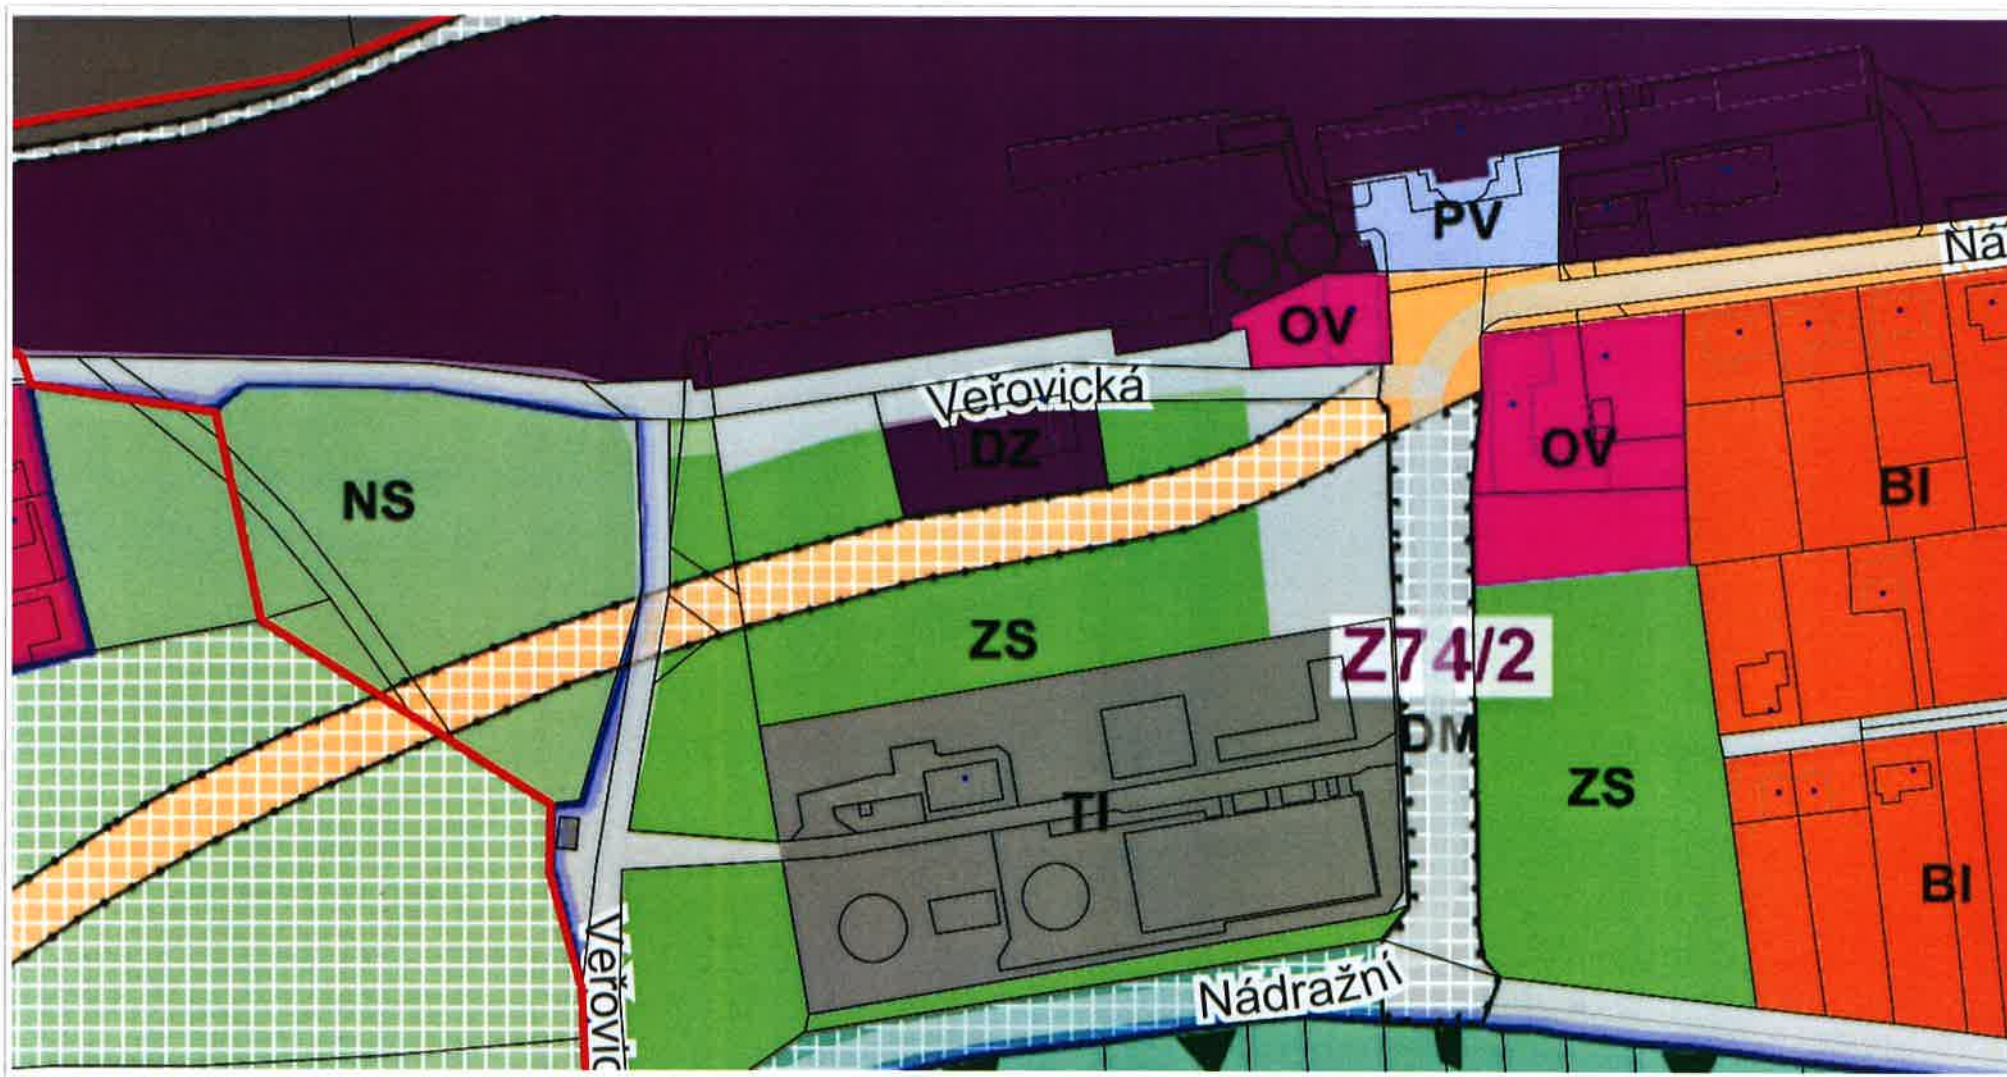 PV
Ná
OV
Veřovická
DZ
OV
NS
BI
ZS
Z74/2
DM
ZS
TI
BI
Veřovic
Nádražní